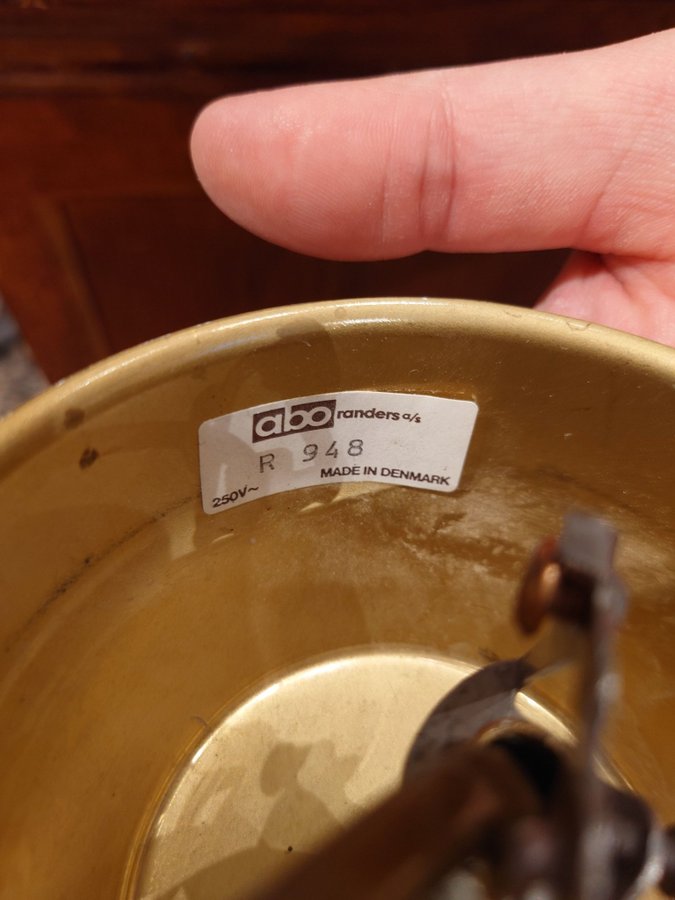 abo randers a/s
R 948
MADE IN DENMARK
250V~